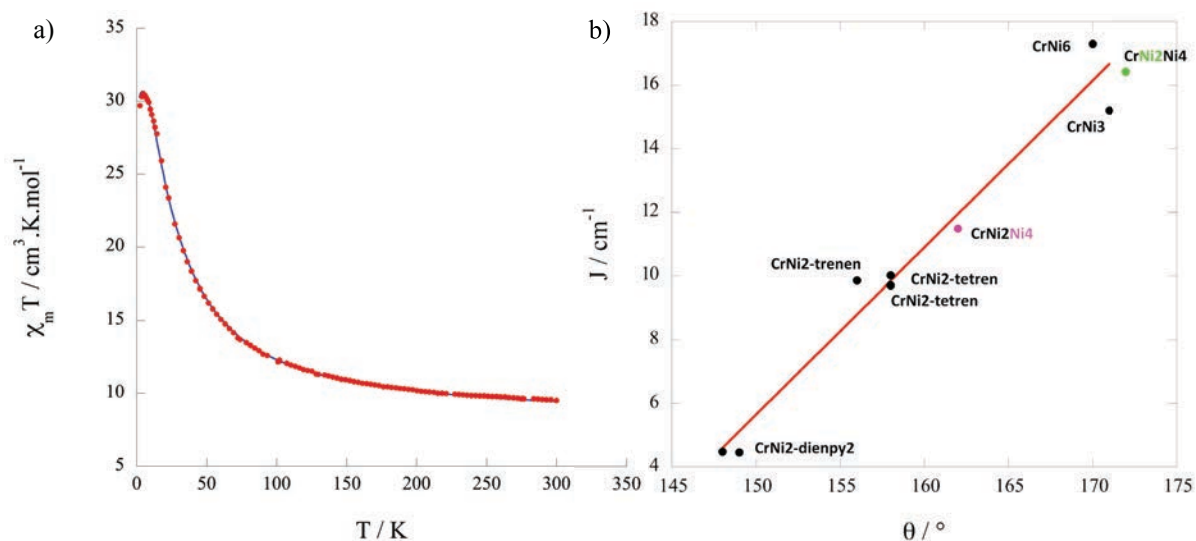 a)
35
30
25
20
15
10
5
0
50
100
150
200
250
300
350
χₘT / cm³.K.mol⁻¹
T / K
b)
18
16
14
12
10
8
6
4
145
150
155
160
165
170
175
J / cm⁻¹
θ / °
CrNi6
CrNi2Ni4
CrNi3
CrNi2Ni4
CrNi2-trenen
CrNi2-tetren
CrNi2-tetren
CrNi2-dienpy2